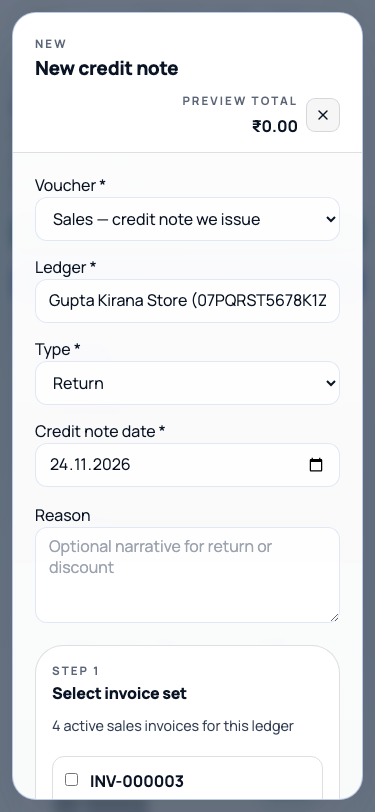 NEW
New credit note
PREVIEW TOTAL
₹0.00
Voucher *
Sales — credit note we issue
Ledger *
Gupta Kirana Store (07PQRST5678K1Z
Type *
Return
Credit note date *
24.11.2026
Reason
Optional narrative for return or
discount
STEP 1
Select invoice set
4 active sales invoices for this ledger
INV-000003